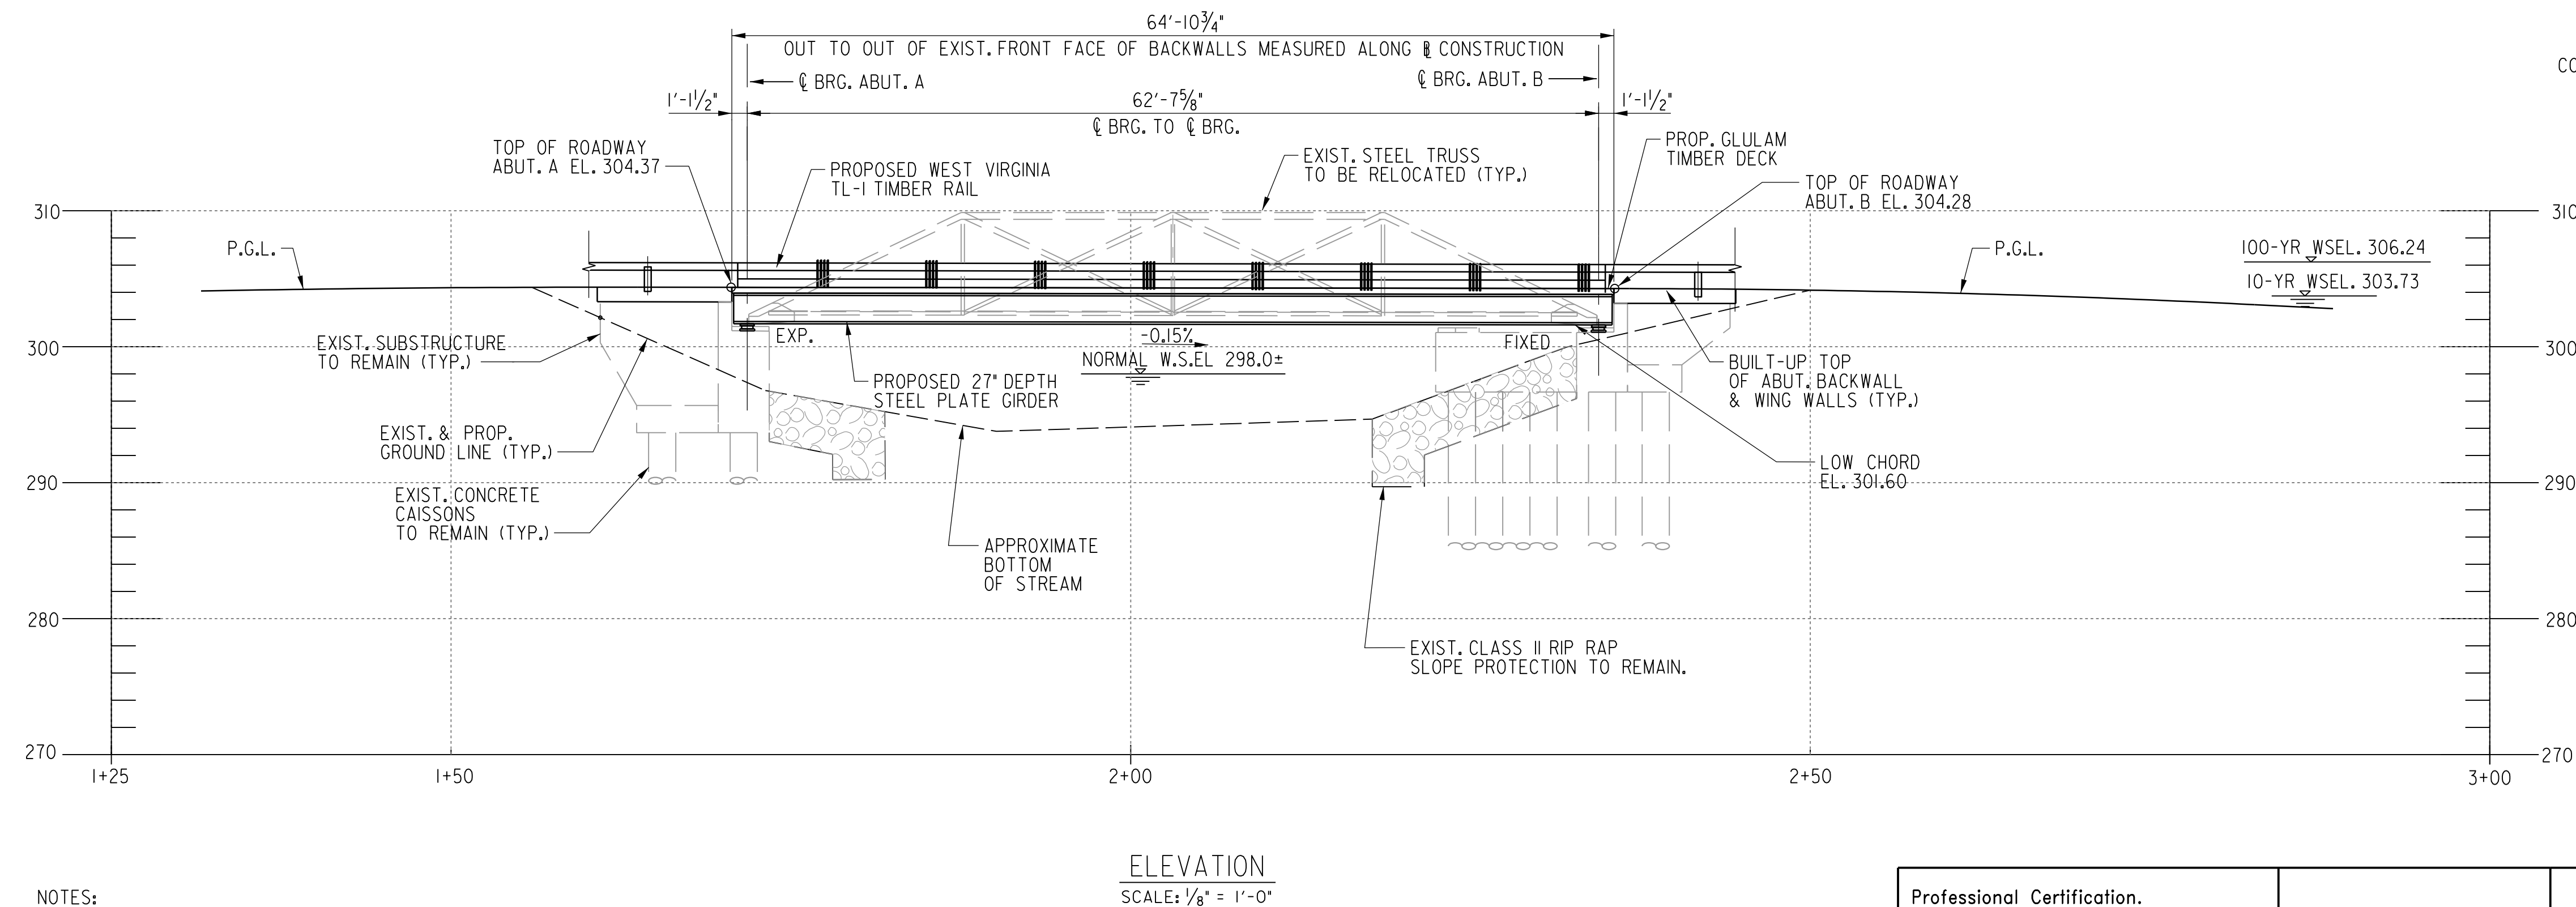 64'-10¾"
OUT TO OUT OF EXIST. FRONT FACE OF BACKWALLS MEASURED ALONG ℄ CONSTRUCTION
CO
℄ BRG. ABUT. A
℄ BRG. ABUT. B
1'-1½"
62'-7⅝"
1'-1½"
℄ BRG. TO ℄ BRG.
TOP OF ROADWAY
ABUT. A EL. 304.37
PROPOSED WEST VIRGINIA
TL-1 TIMBER RAIL
EXIST. STEEL TRUSS
TO BE RELOCATED (TYP.)
PROP. GLULAM
TIMBER DECK
TOP OF ROADWAY
ABUT. B EL. 304.28
310
310
P.G.L.
P.G.L.
100-YR WSEL. 306.24
10-YR WSEL. 303.73
EXIST. SUBSTRUCTURE
TO REMAIN (TYP.)
EXP.
-0.15%
FIXED
NORMAL W.S.EL 298.0±
300
300
PROPOSED 27" DEPTH
STEEL PLATE GIRDER
BUILT-UP TOP
OF ABUT. BACKWALL
& WING WALLS (TYP.)
EXIST. & PROP.
GROUND LINE (TYP.)
LOW CHORD
EL. 301.60
290
290
EXIST. CONCRETE
CAISSONS
TO REMAIN (TYP.)
APPROXIMATE
BOTTOM
OF STREAM
280
280
EXIST. CLASS II RIP RAP
SLOPE PROTECTION TO REMAIN.
270
270
1+25
1+50
2+00
2+50
3+00
ELEVATION
SCALE: ⅛" = 1'-0"
NOTES:
Professional Certification.